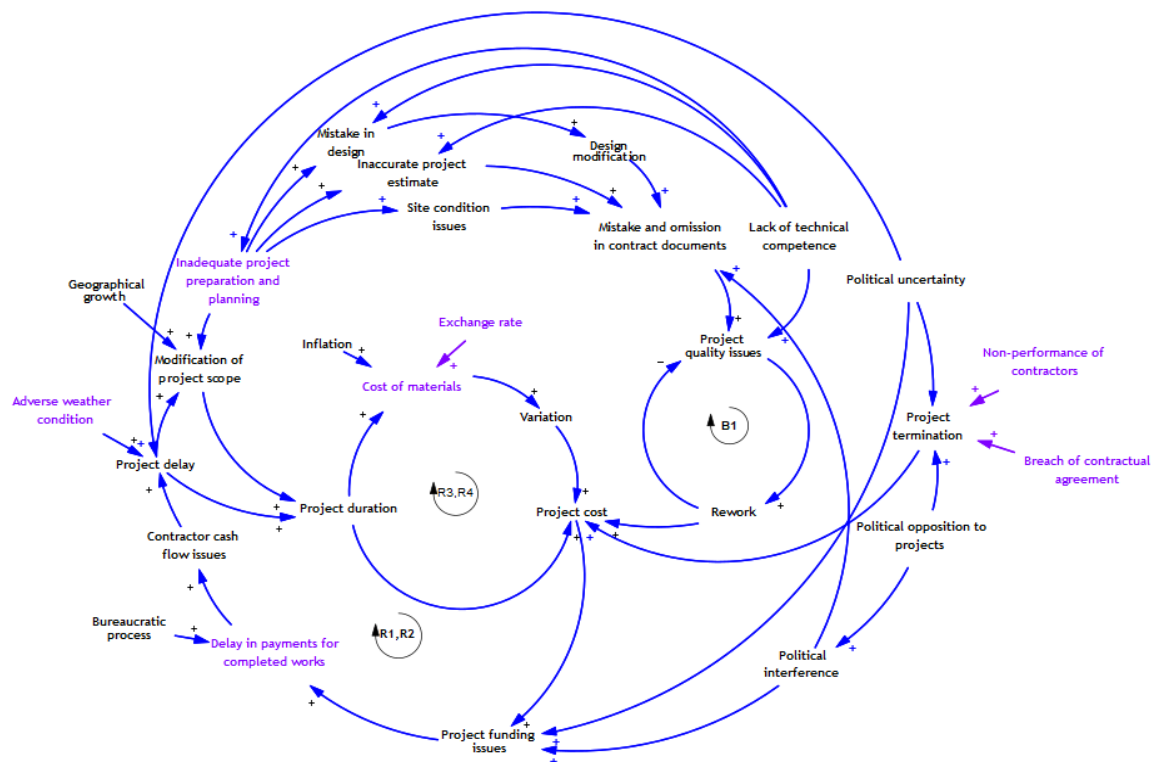 Mistake in
design
Design
modification
Inaccurate project
estimate
Site condition
issues
Mistake and omission
in contract documents
Lack of technical
competence
Inadequate project
preparation and
planning
Political uncertainty
Geographical
growth
Exchange rate
Inflation
Project
quality issues
Modification of
project scope
Non-performance of
contractors
Cost of materials
Adverse weather
condition
Variation
B1
Project
termination
Project delay
Breach of contractual
agreement
R3,R4
Project duration
Project cost
Rework
Contractor cash
flow issues
Political opposition to
projects
Bureaucratic
process
R1,R2
Delay in payments for
completed works
Political
interference
Project funding
issues